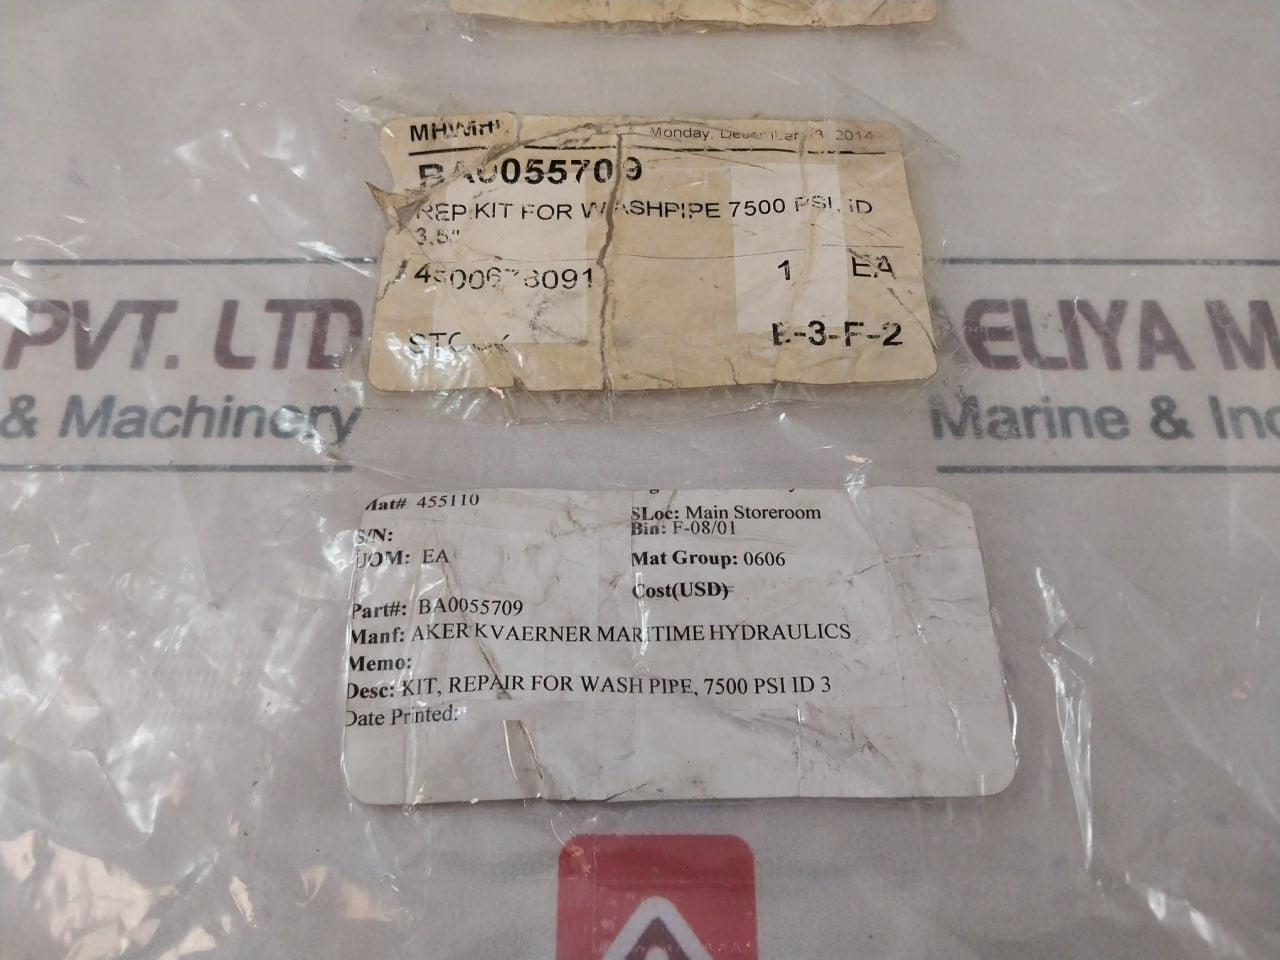 MHWirth
Monday, December 2014
BA0055709
REP.KIT FOR WASHPIPE 7500 PSI, ID
3,5"
1 EA
STOCK
E-3-F-2
PVT. LTD
& Machinery
ELIYA M
Marine & Ind
Mat# 455110
S/N:
UOM: EA
SLoc: Main Storeroom
Bin: F-08/01
Mat Group: 0606
Cost(USD)
Part#: BA0055709
Manf: AKER KVAERNER MARITIME HYDRAULICS
Memo:
Desc: KIT, REPAIR FOR WASH PIPE, 7500 PSI ID 3
Date Printed: